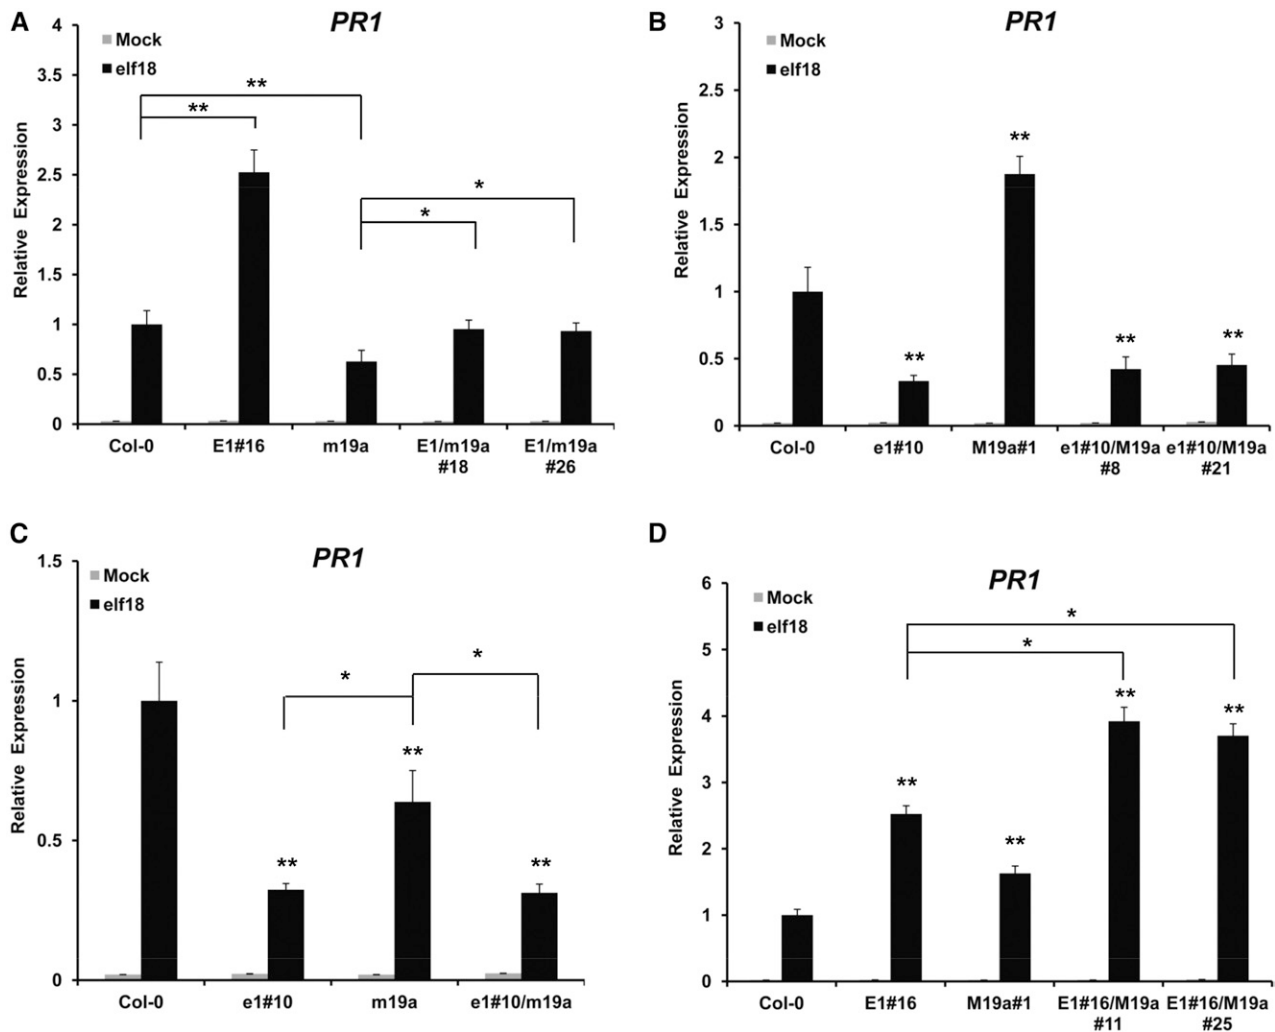 A
PR1
Mock
elf18
Relative Expression
4
3.5
3
2.5
2
1.5
1
0.5
0
**
**
*
*
Col-0 E1#16 m19a E1/m19a E1/m19a
#18 #26
B
PR1
Mock
elf18
Relative Expression
3
2.5
2
1.5
1
0.5
0
**
**
**
**
Col-0 e1#10 M19a#1 e1#10/M19a e1#10/M19a
#8 #21
C
PR1
Mock
elf18
Relative Expression
1.5
1
0.5
0
*
*
**
**
**
Col-0 e1#10 m19a e1#10/m19a
D
PR1
Mock
elf18
Relative Expression
6
5
4
3
2
1
0
*
*
**
**
**
**
Col-0 E1#16 M19a#1 E1#16/M19a E1#16/M19a
#11 #25